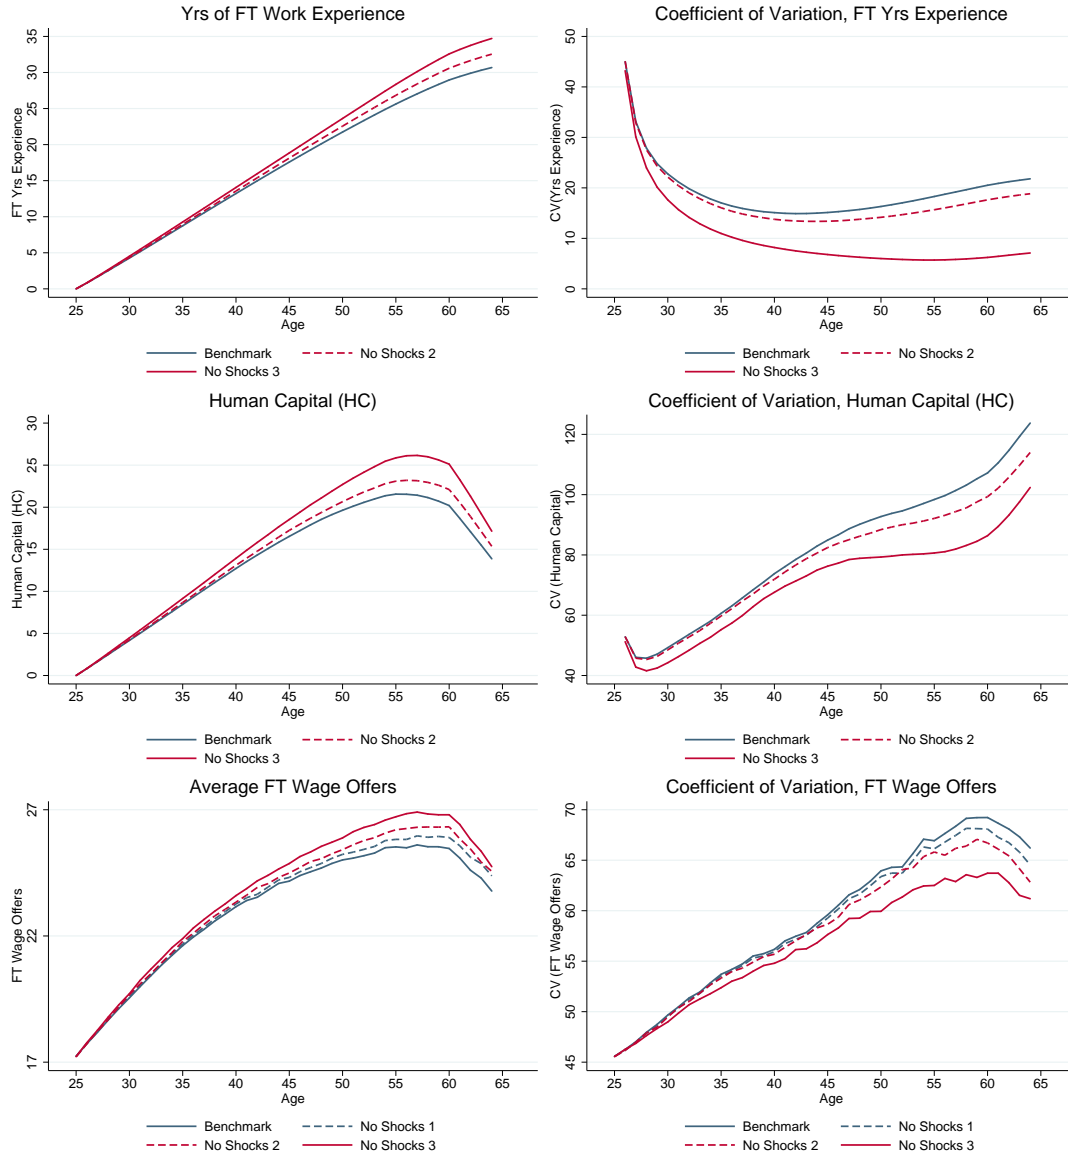 Yrs of FT Work Experience
FT Yrs Experience
35
30
25
20
15
10
5
0
25 30 35 40 45 50 55 60 65
Age
Benchmark No Shocks 2
No Shocks 3
Coefficient of Variation, FT Yrs Experience
CV(Yrs Experience)
50
40
30
20
10
0
25 30 35 40 45 50 55 60 65
Age
Benchmark No Shocks 2
No Shocks 3
Human Capital (HC)
Human Capital (HC)
30
25
20
15
10
5
0
25 30 35 40 45 50 55 60 65
Age
Benchmark No Shocks 2
No Shocks 3
Coefficient of Variation, Human Capital (HC)
CV (Human Capital)
120
100
80
60
40
25 30 35 40 45 50 55 60 65
Age
Benchmark No Shocks 2
No Shocks 3
Average FT Wage Offers
FT Wage Offers
27
22
17
25 30 35 40 45 50 55 60 65
Age
Benchmark No Shocks 1
No Shocks 2 No Shocks 3
Coefficient of Variation, FT Wage Offers
CV (FT Wage Offers)
70
65
60
55
50
45
25 30 35 40 45 50 55 60 65
Age
Benchmark No Shocks 1
No Shocks 2 No Shocks 3